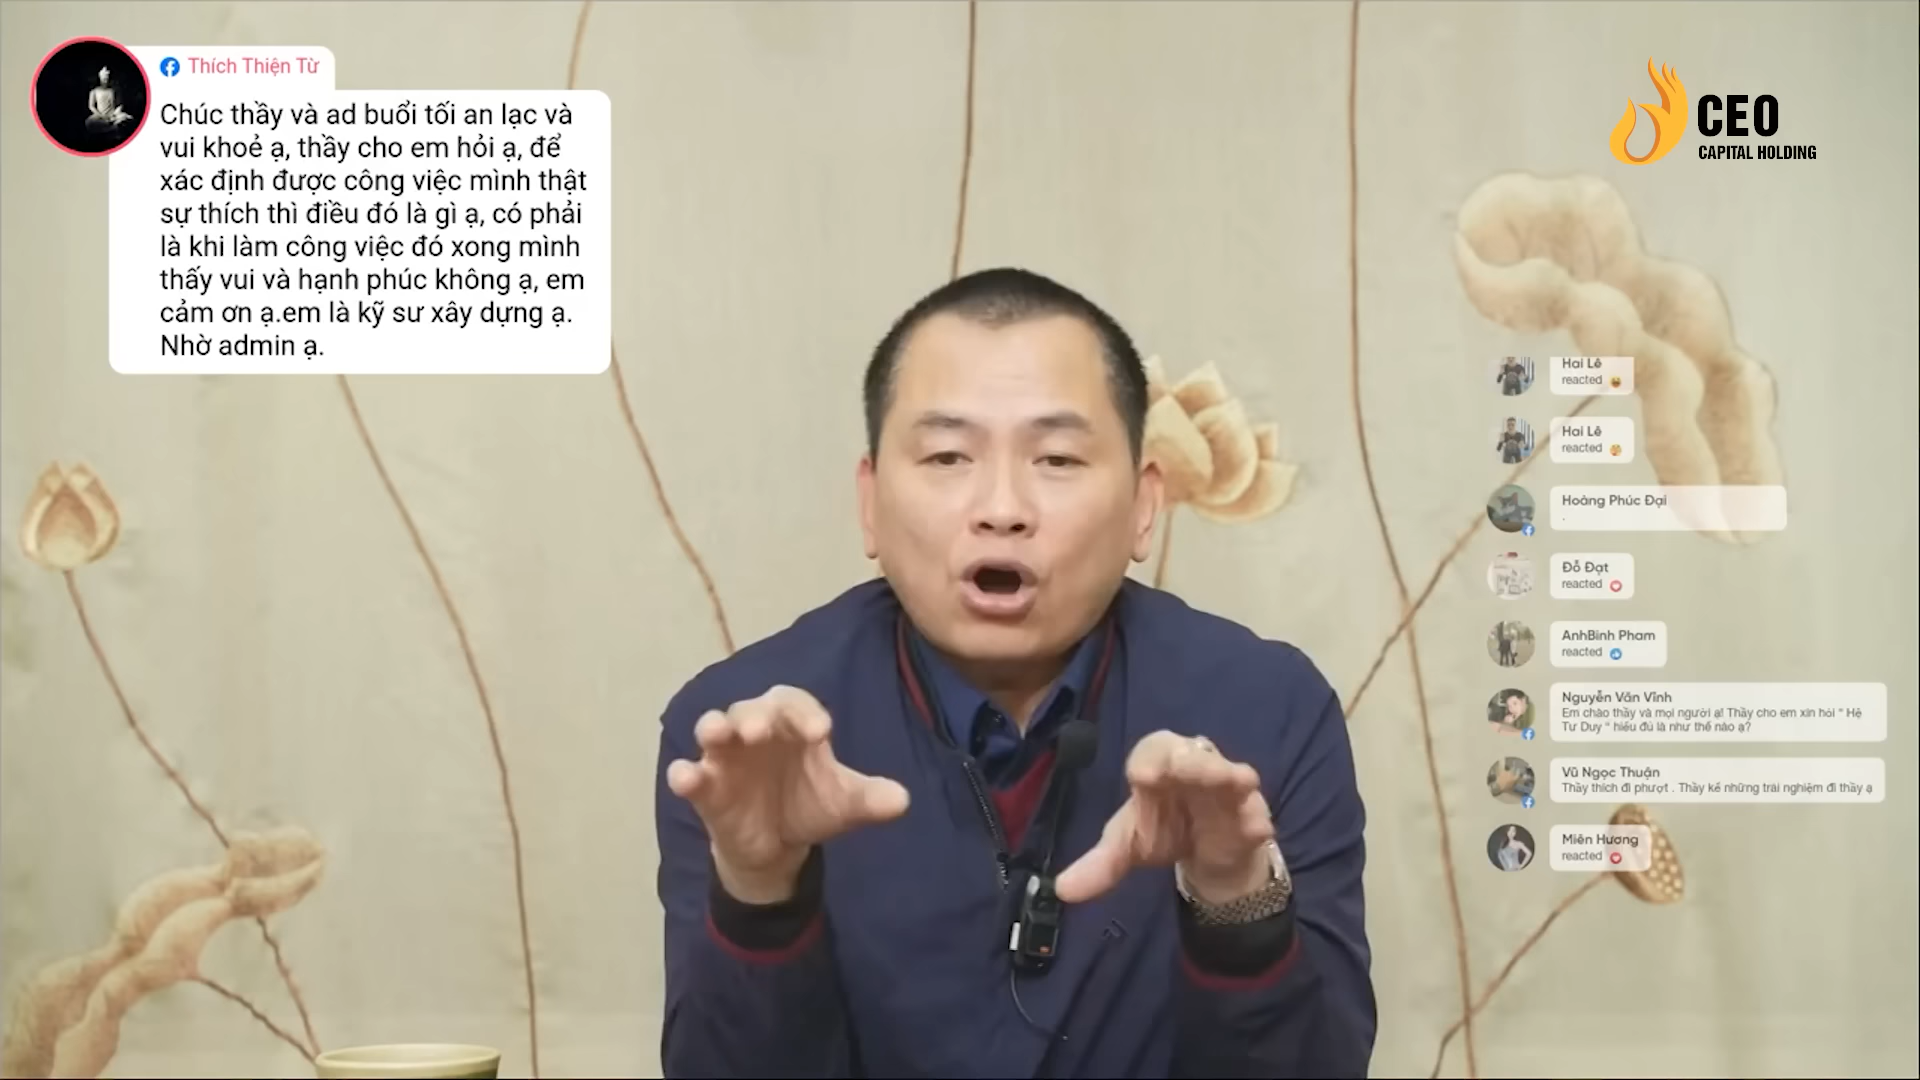 Thích Thiện Từ
Chúc thầy và ad buổi tối an lạc và
vui khoẻ ạ, thầy cho em hỏi ạ, để
xác định được công việc mình thật
sự thích thì điều đó là gì ạ, có phải
là khi làm công việc đó xong mình
thấy vui và hạnh phúc không ạ, em
cảm ơn ạ.em là kỹ sư xây dựng ạ.
Nhờ admin ạ.
CEO
CAPITAL HOLDING
Hai Lê
reacted
Hai Lê
reacted
Hoàng Phúc Đại
.
Đỗ Đạt
reacted
AnhBinh Pham
reacted
Nguyễn Văn Vĩnh
Em chào thầy và mọi người ạ! Thầy cho em xin hỏi " Hệ
Tư Duy " hiểu đủ là như thế nào ạ?
Vũ Ngọc Thuận
Thầy thích đi phượt . Thầy kể những trải nghiệm đi thầy ạ
Miên Hương
reacted